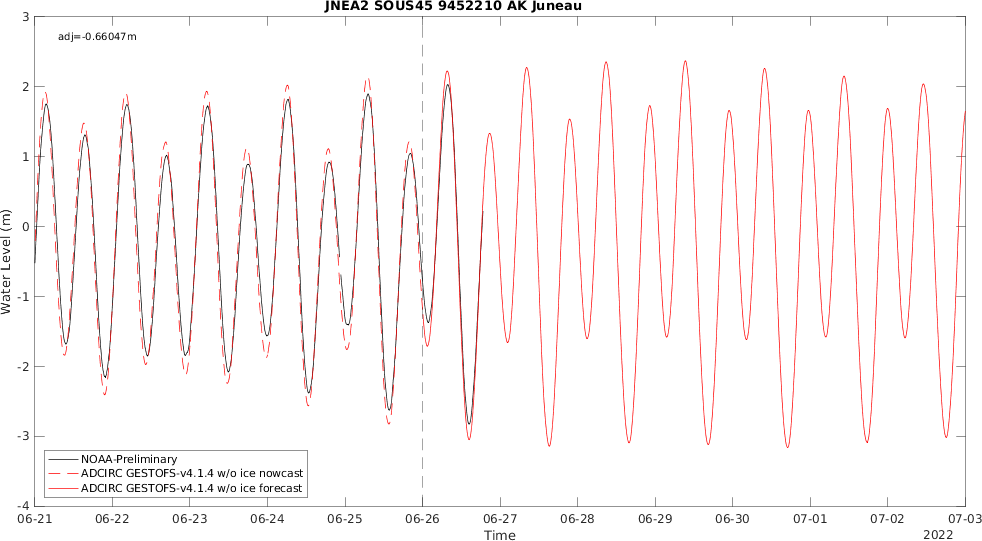 JNEA2 SOUS45 9452210 AK Juneau
adj=-0.66047m
3
2
1
0
-1
-2
-3
-4
Water Level (m)
NOAA-Preliminary
ADCIRC GESTOFS-v4.1.4 w/o ice nowcast
ADCIRC GESTOFS-v4.1.4 w/o ice forecast
06-21 06-22 06-23 06-24 06-25 06-26 06-27 06-28 06-29 06-30 07-01 07-02 07-03
Time
2022